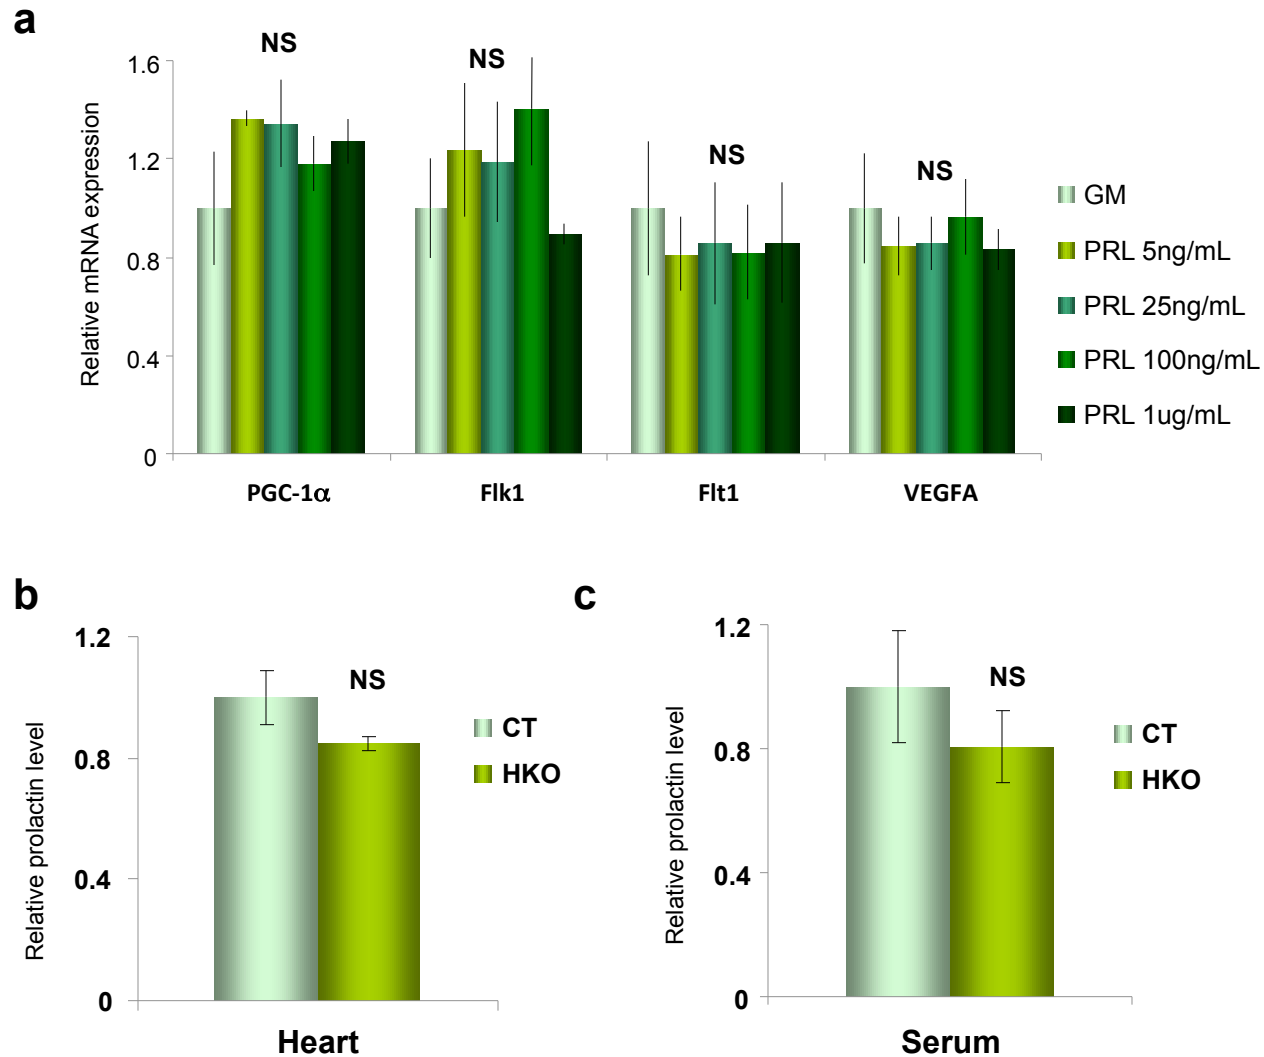 a
NS
NS
NS
NS
1.6
1.2
0.8
0.4
0
Relative mRNA expression
PGC-1α
Flk1
Flt1
VEGFA
GM
PRL 5ng/mL
PRL 25ng/mL
PRL 100ng/mL
PRL 1ug/mL
b
1.2
0.8
0.4
0
Relative prolactin level
NS
CT
HKO
Heart
c
1.2
0.8
0.4
0
Relative prolactin level
NS
CT
HKO
Serum